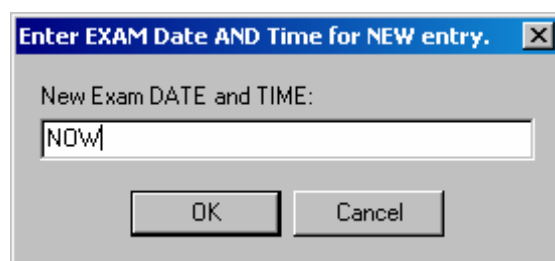 Enter EXAM Date AND Time for NEW entry.
New Exam DATE and TIME:
NOW
OK Cancel